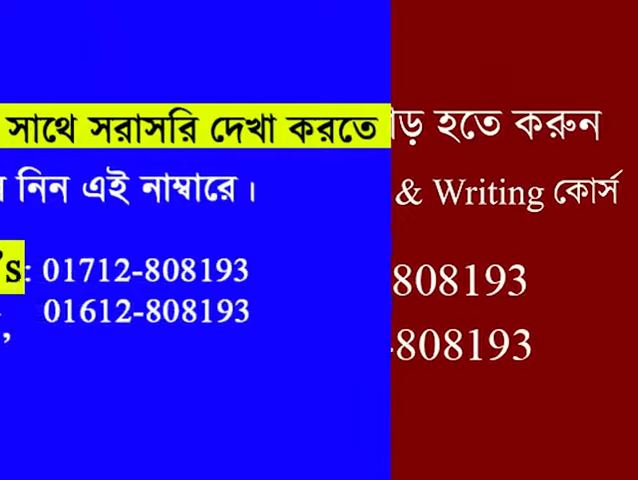 সাথে সরাসরি দেখা করতে
নিন এই নাম্বারে।
's: 01712-808193
, 01612-808193
হতে করুন
& Writing কোর্স
808193
-808193